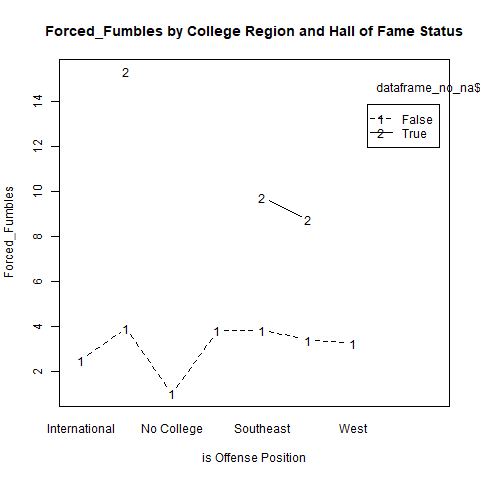 Forced_Fumbles by College Region and Hall of Fame Status
dataframe_no_na$
1 False
2 True
Forced_Fumbles
14
12
10
8
6
4
2
2
2
2
1
1
1
1
1
1
1
International No College Southeast West
is Offense Position